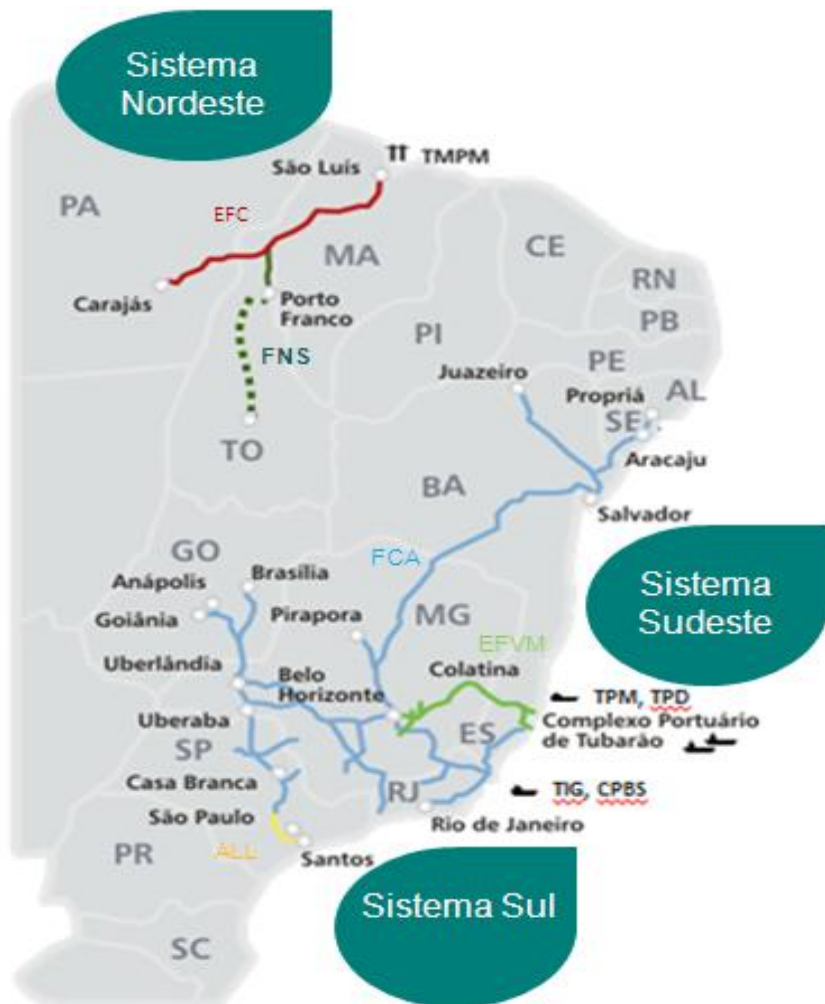 Sistema
Nordeste
TMPM
São Luís
PA
EFC
MA
CE
RN
Carajás
Porto
Franco
PB
PI
FNS
PE
Juazeiro
Propriá
AL
SE
TO
Aracaju
BA
Salvador
GO
FCA
Brasília
Anápolis
Sistema
Sudeste
Goiânia
Pirapora
MG
EFVM
Uberlândia
Belo
Horizonte
Colatina
TPM, TPD
Uberaba
ES
Complexo Portuário
de Tubarão
SP
Casa Branca
RJ
TIG, CPBS
São Paulo
Rio de Janeiro
PR
ALL
Santos
Sistema Sul
SC